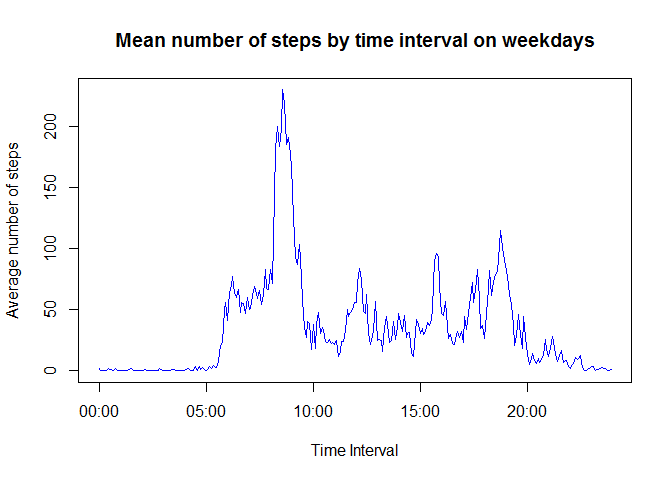 Mean number of steps by time interval on weekdays
Average number of steps
200
150
100
50
0
00:00 05:00 10:00 15:00 20:00
Time Interval